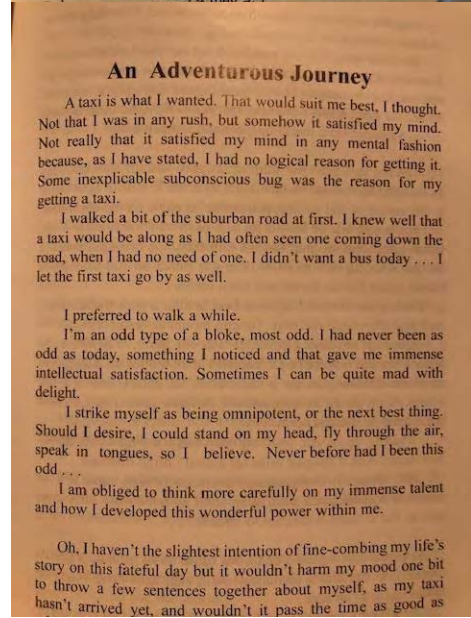 An Adventurous Journey
A taxi is what I wanted. That would suit me best, I thought.
Not that I was in any rush, but somehow it satisfied my mind.
Not really that it satisfied my mind in any mental fashion
because, as I have stated, I had no logical reason for getting it.
Some inexplicable subconscious bug was the reason for my
getting a taxi.
I walked a bit of the suburban road at first. I knew well that
a taxi would be along as I had often seen one coming down the
road, when I had no need of one. I didn't want a bus today . . . I
let the first taxi go by as well.
I preferred to walk a while.
I'm an odd type of a bloke, most odd. I had never been as
odd as today, something I noticed and that gave me immense
intellectual satisfaction. Sometimes I can be quite mad with
delight.
I strike myself as being omnipotent, or the next best thing.
Should I desire, I could stand on my head, fly through the air,
speak in tongues, so I believe. Never before had I been this
odd . . .
I am obliged to think more carefully on my immense talent
and how I developed this wonderful power within me.
Oh, I haven't the slightest intention of fine-combing my life's
story on this fateful day but it wouldn't harm my mood one bit
to throw a few sentences together about myself, as my taxi
hasn't arrived yet, and wouldn't it pass the time as good as